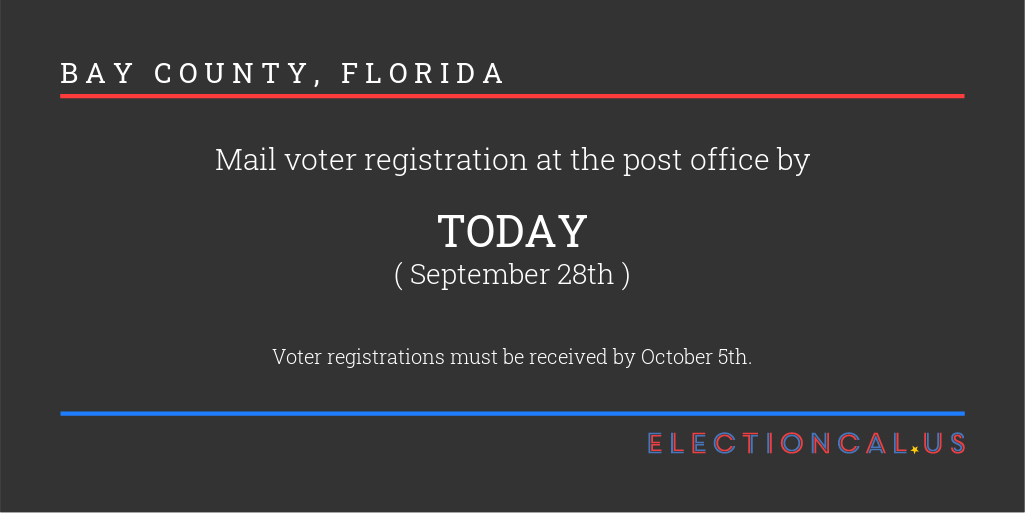 BAY COUNTY, FLORIDA
Mail voter registration at the post office by
TODAY
( September 28th )
Voter registrations must be received by October 5th.
ELECTIONCAL.US